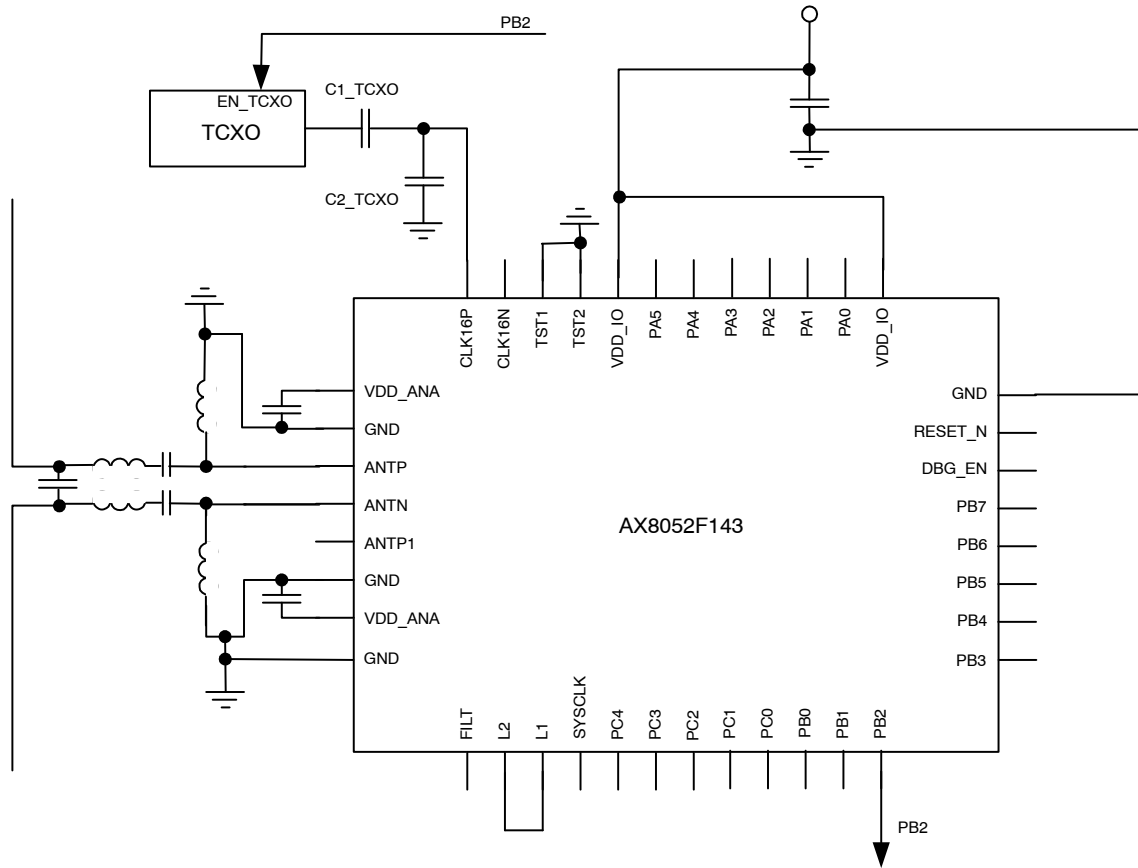 PB2
EN_TCXO
TCXO
C1_TCXO
C2_TCXO
CLK16P
CLK16N
TST1
TST2
VDD_IO
PA5
PA4
PA3
PA2
PA1
PA0
VDD_IO
VDD_ANA
GND
ANTP
ANTN
ANTP1
GND
VDD_ANA
GND
AX8052F143
GND
RESET_N
DBG_EN
PB7
PB6
PB5
PB4
PB3
FILT
L2
L1
SYSCLK
PC4
PC3
PC2
PC1
PC0
PB0
PB1
PB2
PB2